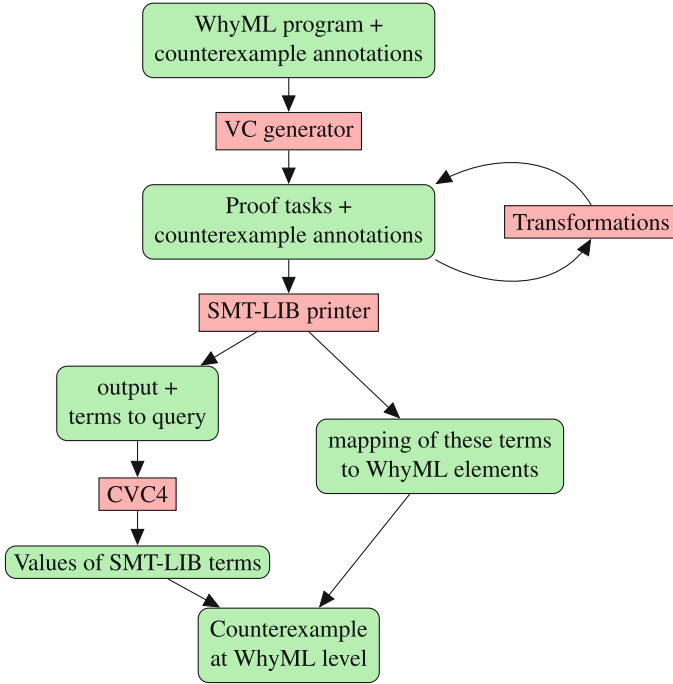 WhyML program +
counterexample annotations
VC generator
Proof tasks +
counterexample annotations
Transformations
SMT-LIB printer
output +
terms to query
mapping of these terms
to WhyML elements
CVC4
Values of SMT-LIB terms
Counterexample
at WhyML level